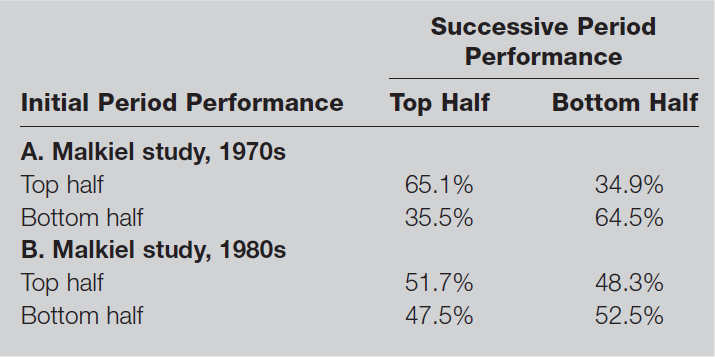 Successive Period
Performance
Initial Period Performance Top Half Bottom Half
A. Malkiel study, 1970s
Top half 65.1% 34.9%
Bottom half 35.5% 64.5%
B. Malkiel study, 1980s
Top half 51.7% 48.3%
Bottom half 47.5% 52.5%